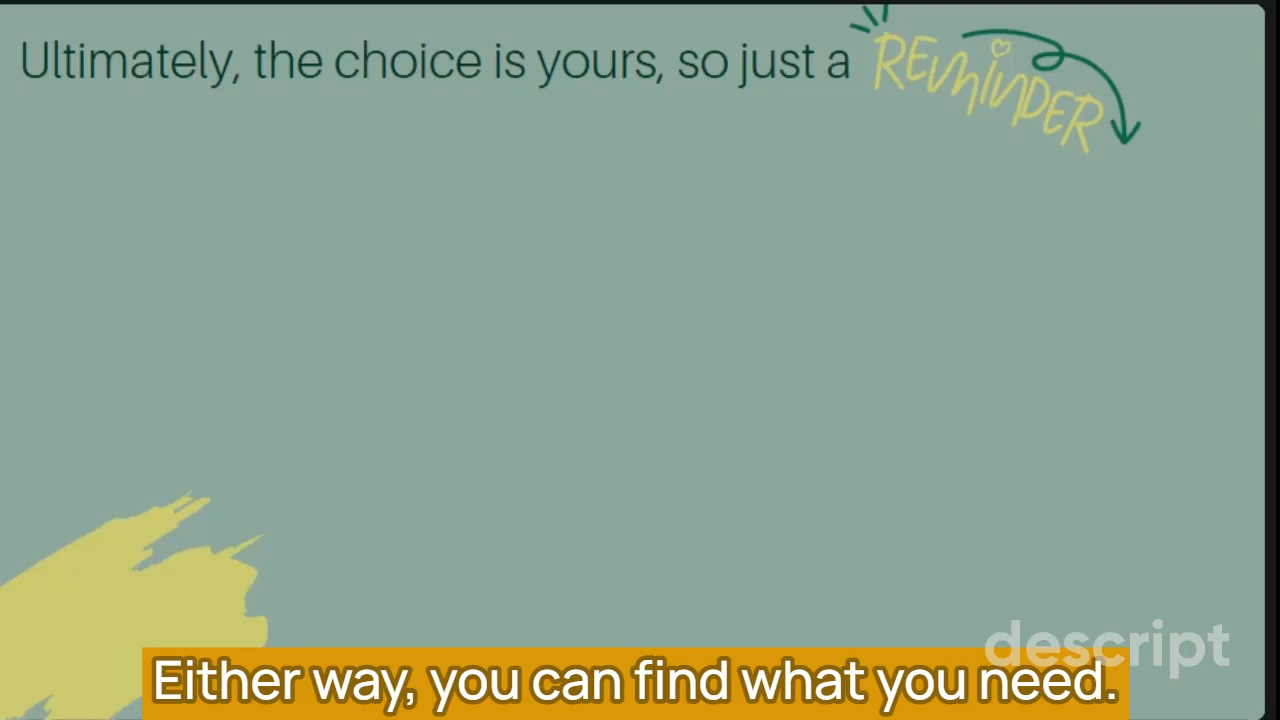 Ultimately, the choice is yours, so just a REMINDER
descript
Either way, you can find what you need.